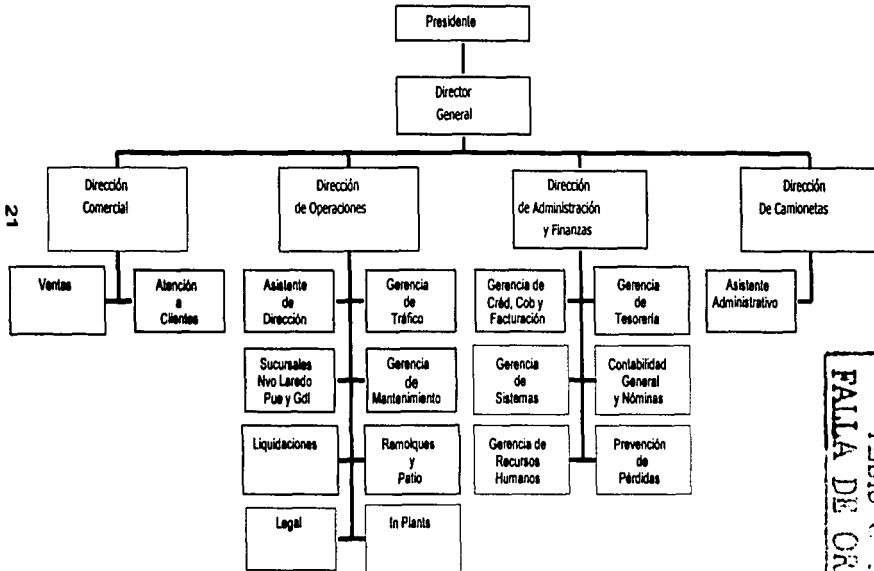 Presidente
Director
General
Dirección
Comercial
Dirección
de Operaciones
Dirección
de Administración
y Finanzas
Dirección
De Camionetas
Ventas
Atención
a
Clientes
Asistente
de
Dirección
Gerencia
de
Tráfico
Gerencia de
Créd, Cob y
Facturación
Gerencia
de
Tesorería
Asistente
Administrativo
Sucursales
Nvo Laredo
Pue y Gdl
Gerencia
de
Mantenimiento
Gerencia
de
Sistemas
Contabilidad
General
y Nóminas
Liquidaciones
Remolques
y
Patio
Gerencia de
Recursos
Humanos
Prevención
de
Pérdidas
Legal
In Plants
21
FALLA DE